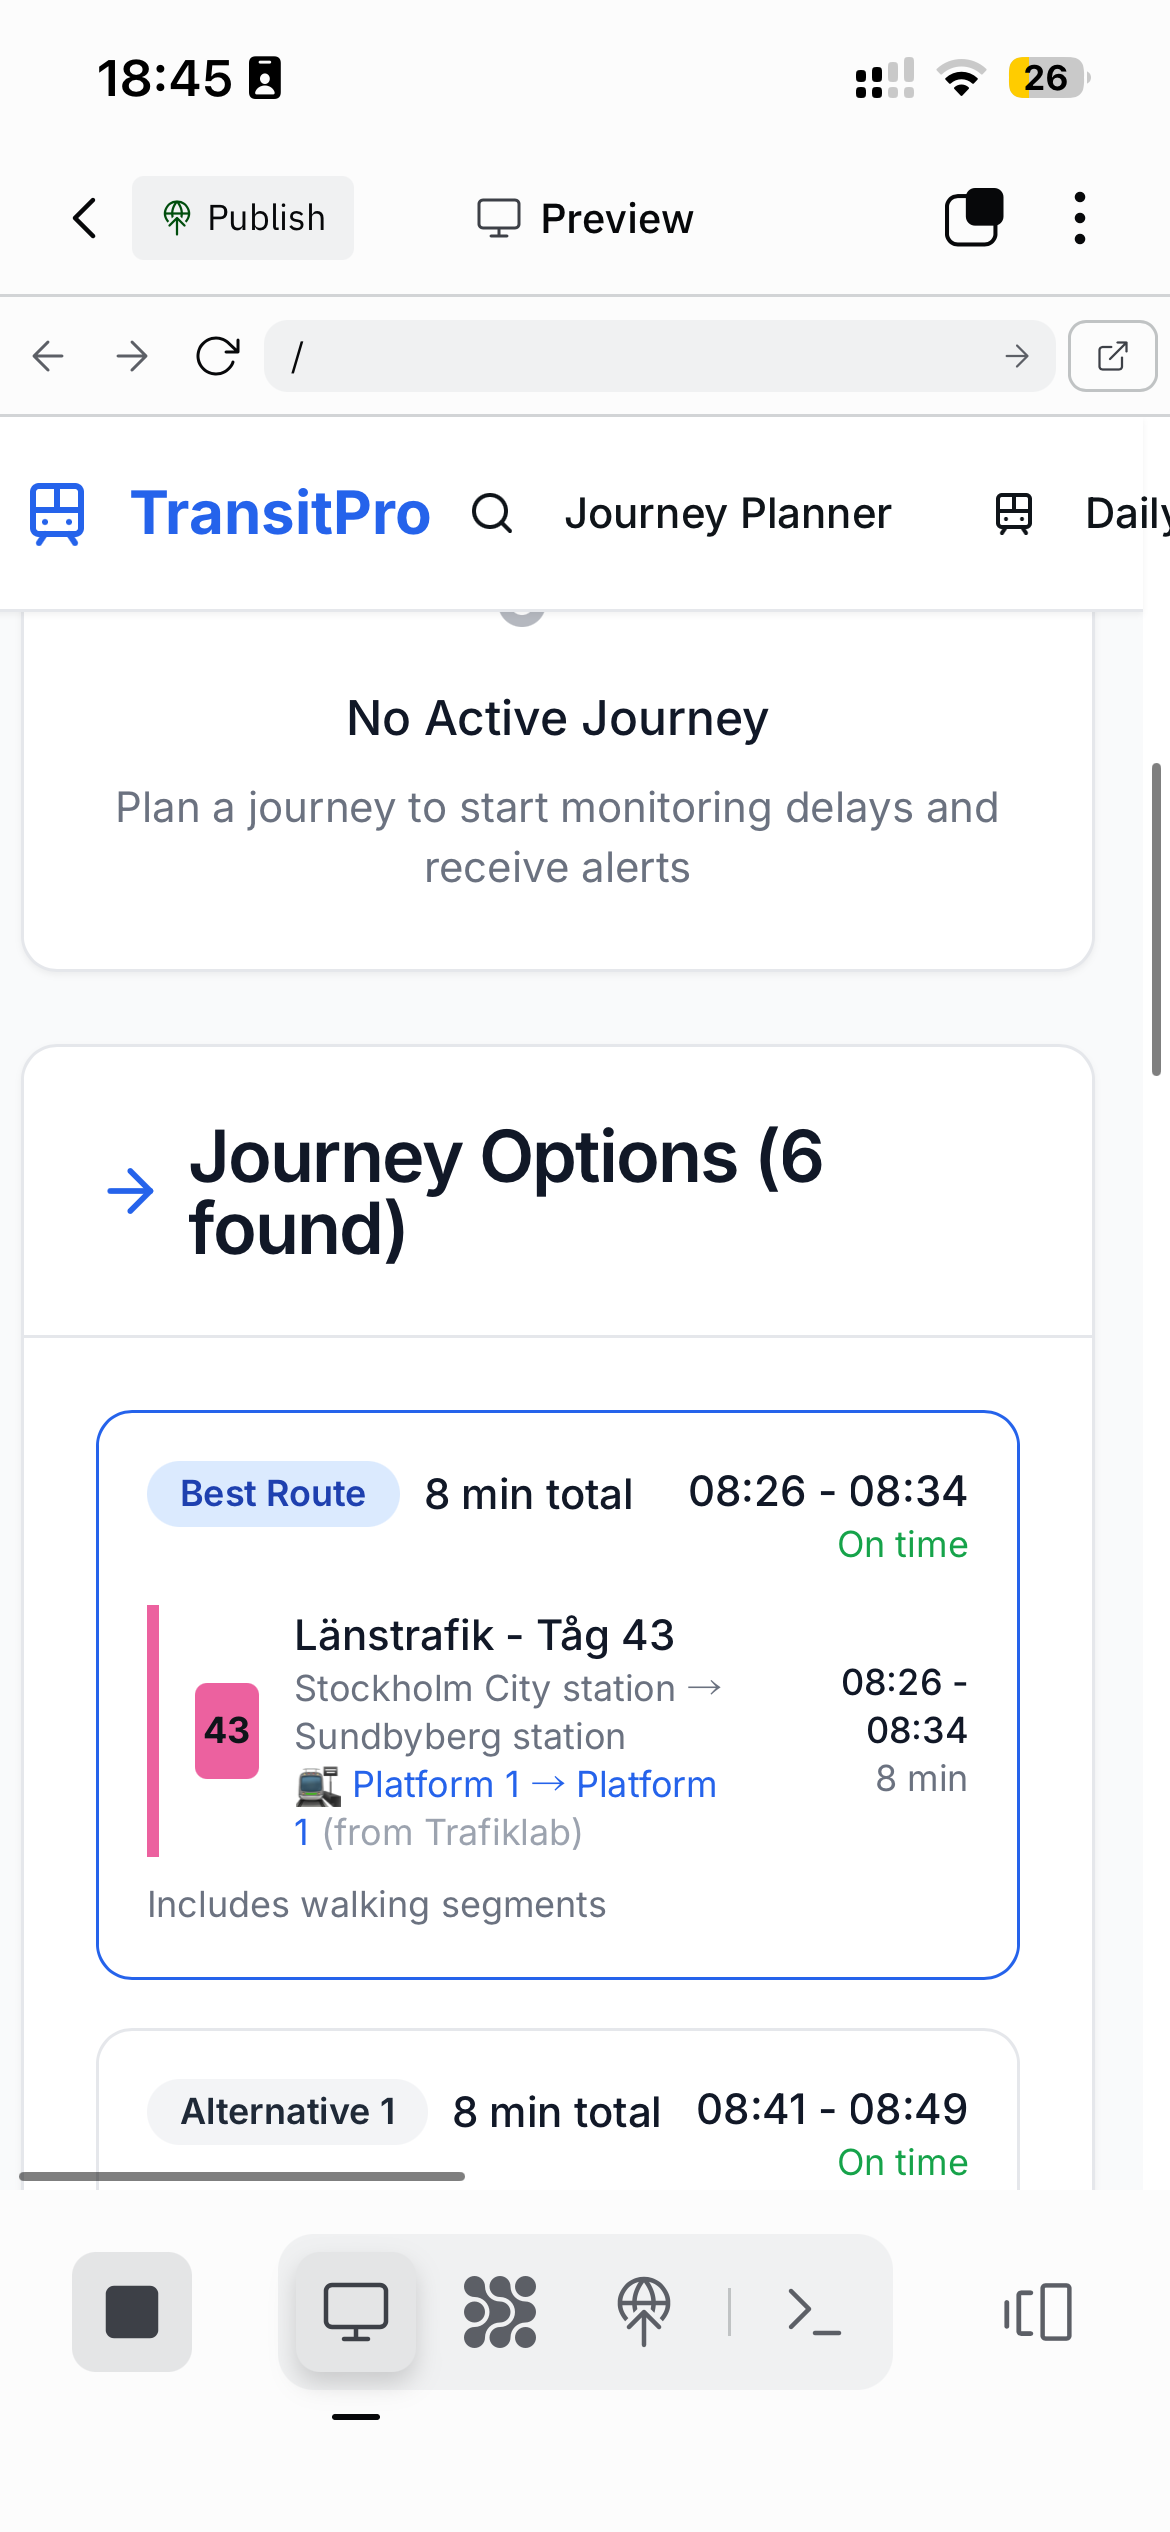 18:45
26
Publish
Preview
/
TransitPro
Journey Planner
Daily
No Active Journey
Plan a journey to start monitoring delays and
receive alerts
Journey Options (6
found)
Best Route
8 min total
08:26 - 08:34
On time
43
Länstrafik - Tåg 43
Stockholm City station →
Sundbyberg station
Platform 1 → Platform
1 (from Trafiklab)
08:26 -
08:34
8 min
Includes walking segments
Alternative 1
8 min total
08:41 - 08:49
On time